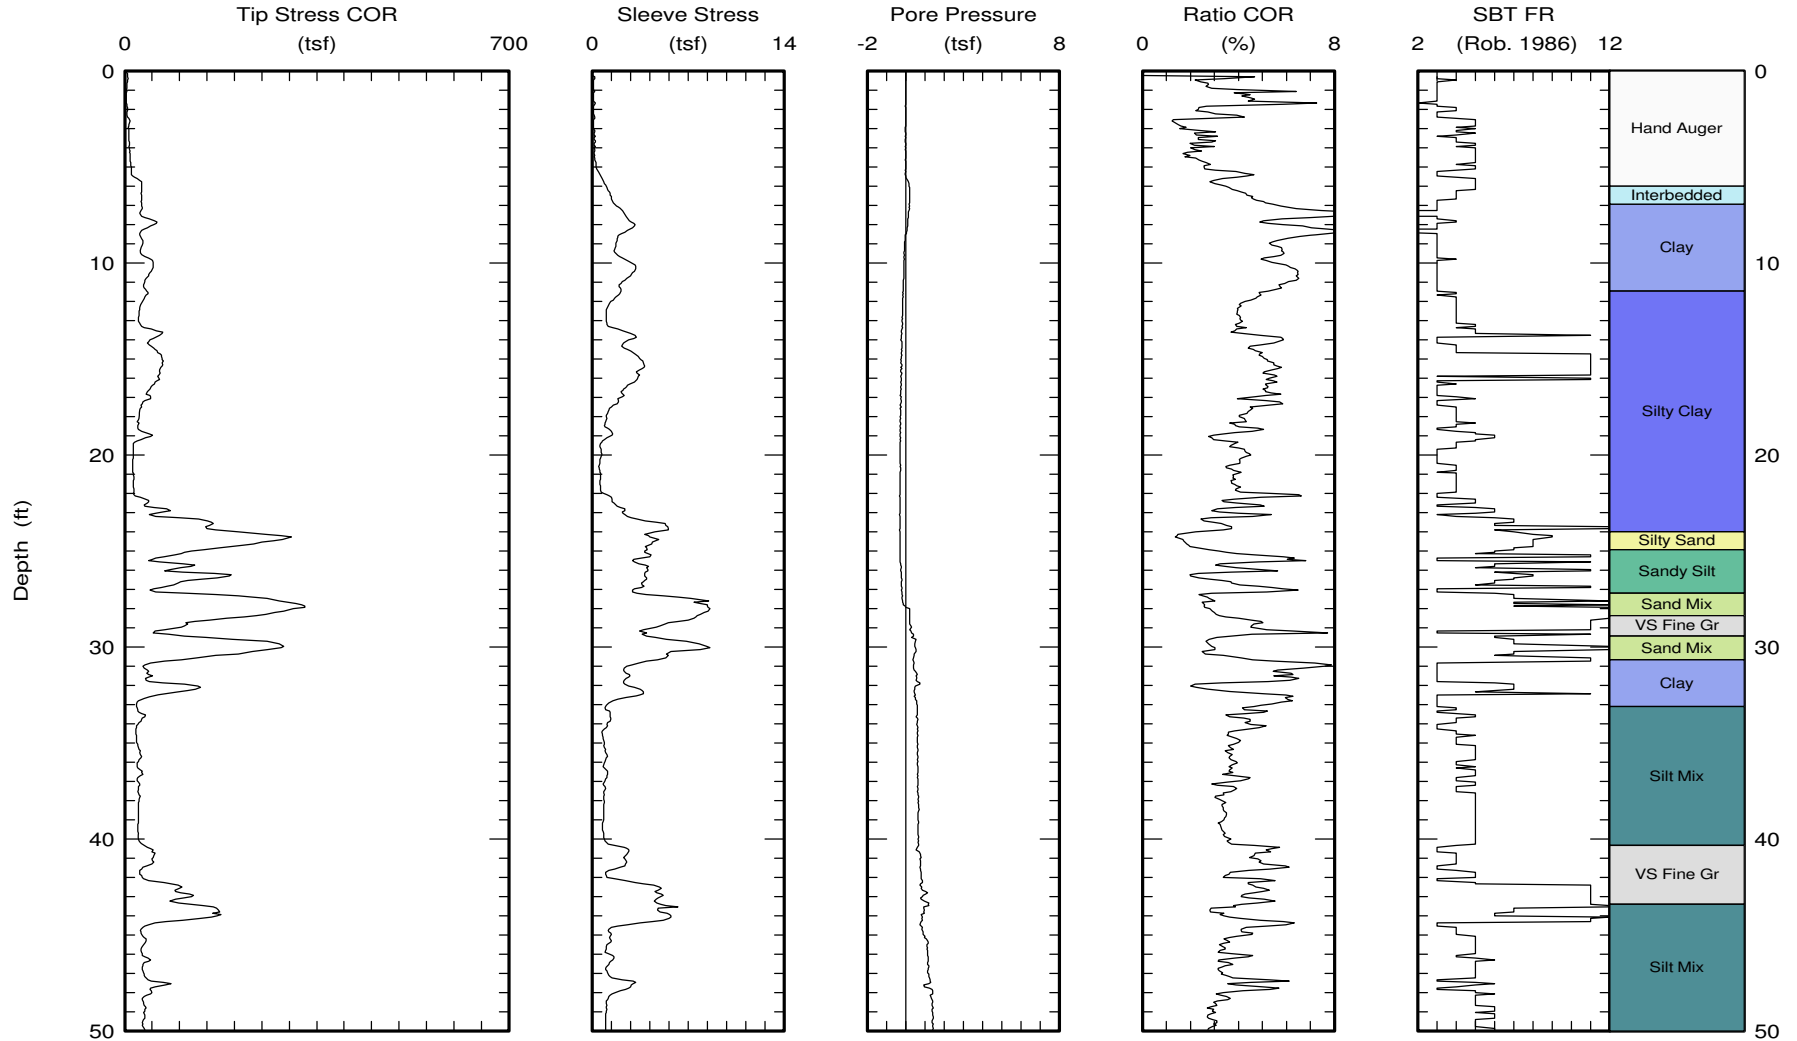 Tip Stress COR Sleeve Stress Pore Pressure Ratio COR SBT FR
0 (tsf) 700 0 (tsf) 14 -2 (tsf) 8 0 (%) 8 2 (Rob. 1986) 12
0 0
Hand Auger
Interbedded
Clay
10 10
Silty Clay
20 20
Depth (ft)
Silty Sand
Sandy Silt
Sand Mix
VS Fine Gr
30 Sand Mix 30
Clay
Silt Mix
40 40
VS Fine Gr
Silt Mix
50 50